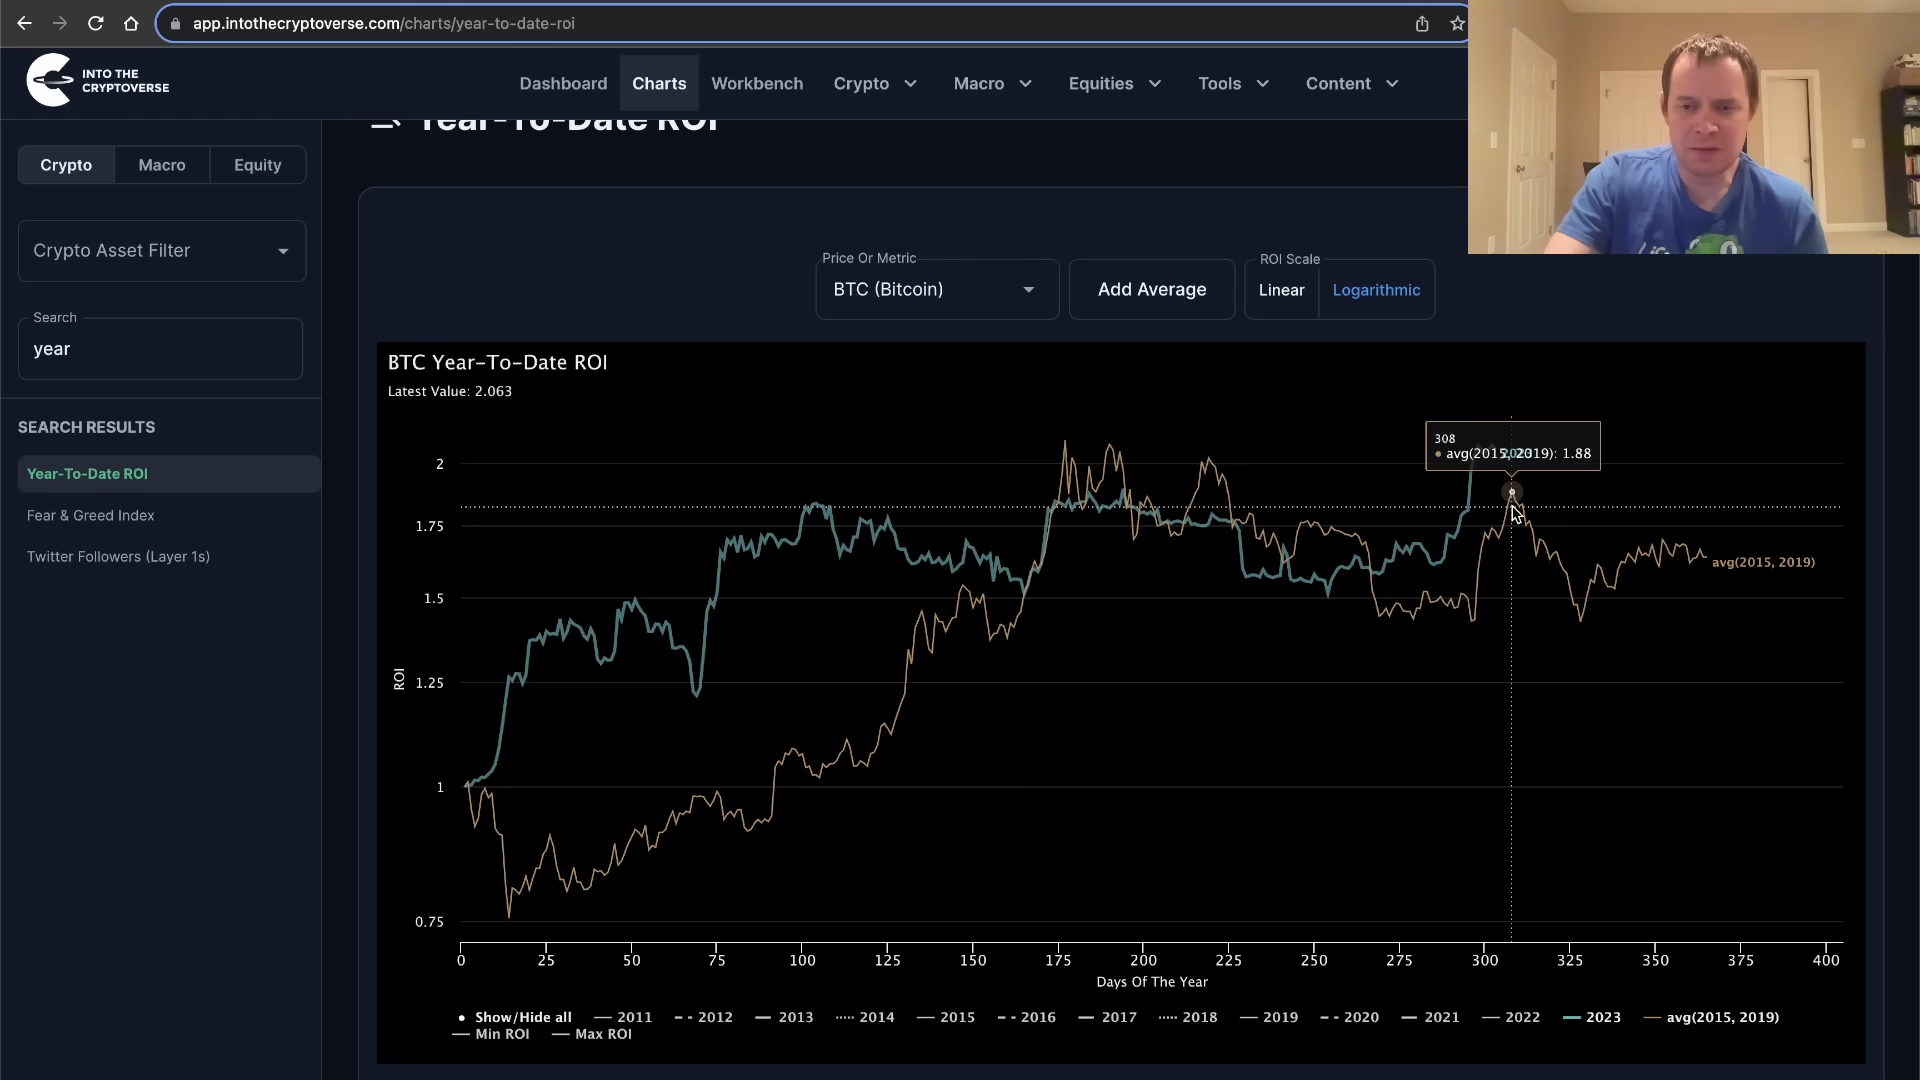 app.intothecryptoverse.com/charts/year-to-date-roi
INTO THE
CRYPTOVERSE
Dashboard
Charts
Workbench
Crypto
Macro
Equities
Tools
Content
Year-To-Date ROI
Crypto
Macro
Equity
Crypto Asset Filter
Search
year
SEARCH RESULTS
Year-To-Date ROI
Fear & Greed Index
Twitter Followers (Layer 1s)
Price Or Metric
BTC (Bitcoin)
Add Average
ROI Scale
Linear
Logarithmic
BTC Year-To-Date ROI
Latest Value: 2.063
308
avg(2015, 2019): 1.88
2023
avg(2015, 2019)
ROI
2
1.75
1.5
1.25
1
0.75
0 25 50 75 100 125 150 175 200 225 250 275 300 325 350 375 400
Days Of The Year
Show/Hide all 2011 2012 2013 2014 2015 2016 2017 2018 2019 2020 2021 2022 2023 avg(2015, 2019)
Min ROI Max ROI